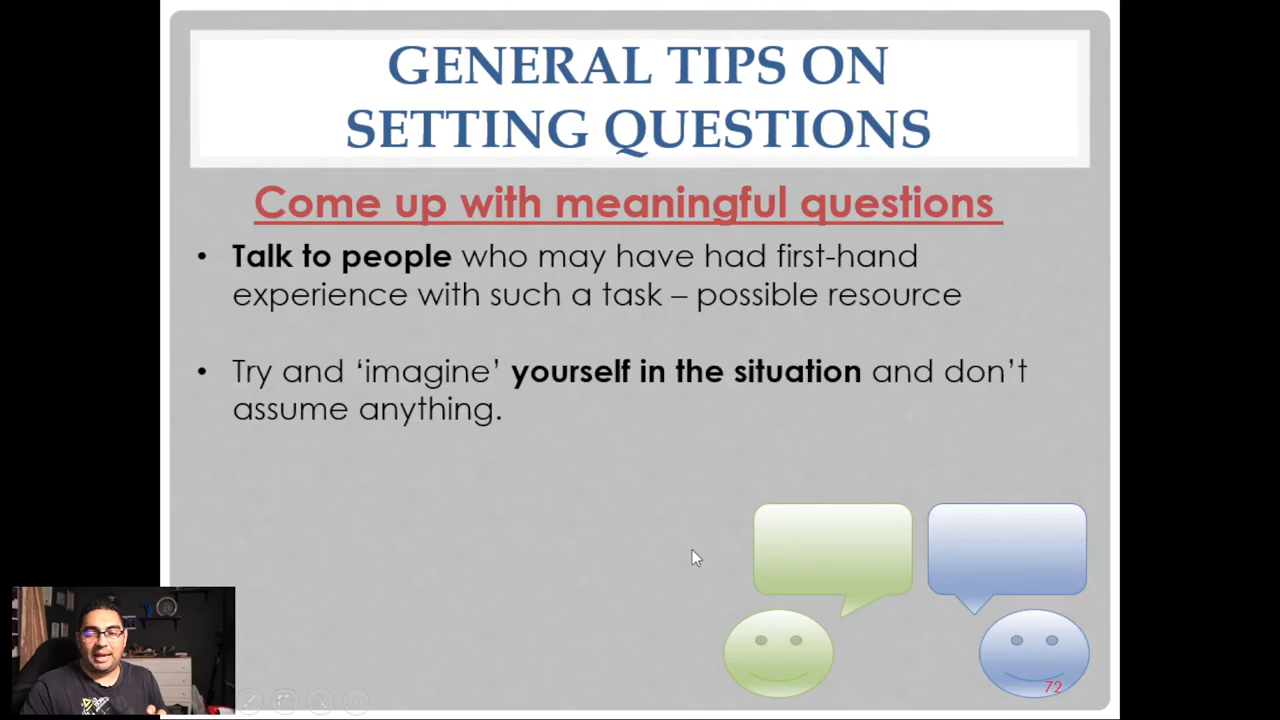 GENERAL TIPS ON
SETTING QUESTIONS
Come up with meaningful questions
• Talk to people who may have had first-hand
experience with such a task – possible resource
• Try and ‘imagine’ yourself in the situation and don’t
assume anything.
72